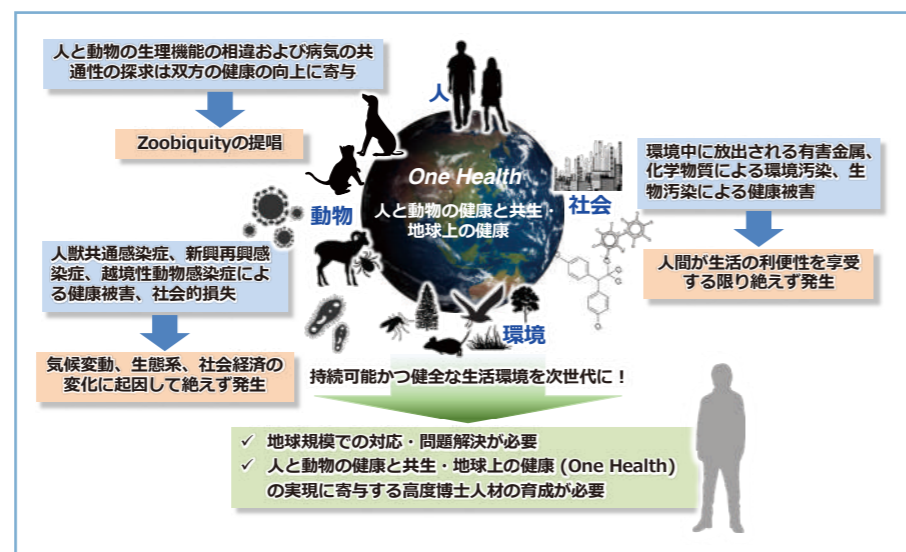 人と動物の生理機能の相違および病気の共
通性の探求は双方の健康の向上に寄与
Zoobiquityの提唱
人
動物
社会
環境
One Health
人と動物の健康と共生・
地球上の健康
環境中に放出される有害金属、
化学物質による環境汚染、生
物汚染による健康被害
人間が生活の利便性を享受
する限り絶えず発生
人獣共通感染症、新興再興感
染症、越境性動物感染症によ
る健康被害、社会的損失
気候変動、生態系、社会経済の
変化に起因して絶えず発生
持続可能かつ健全な生活環境を次世代に！
✓ 地球規模での対応・問題解決が必要
✓ 人と動物の健康と共生・地球上の健康 (One Health)
の実現に寄与する高度博士人材の育成が必要